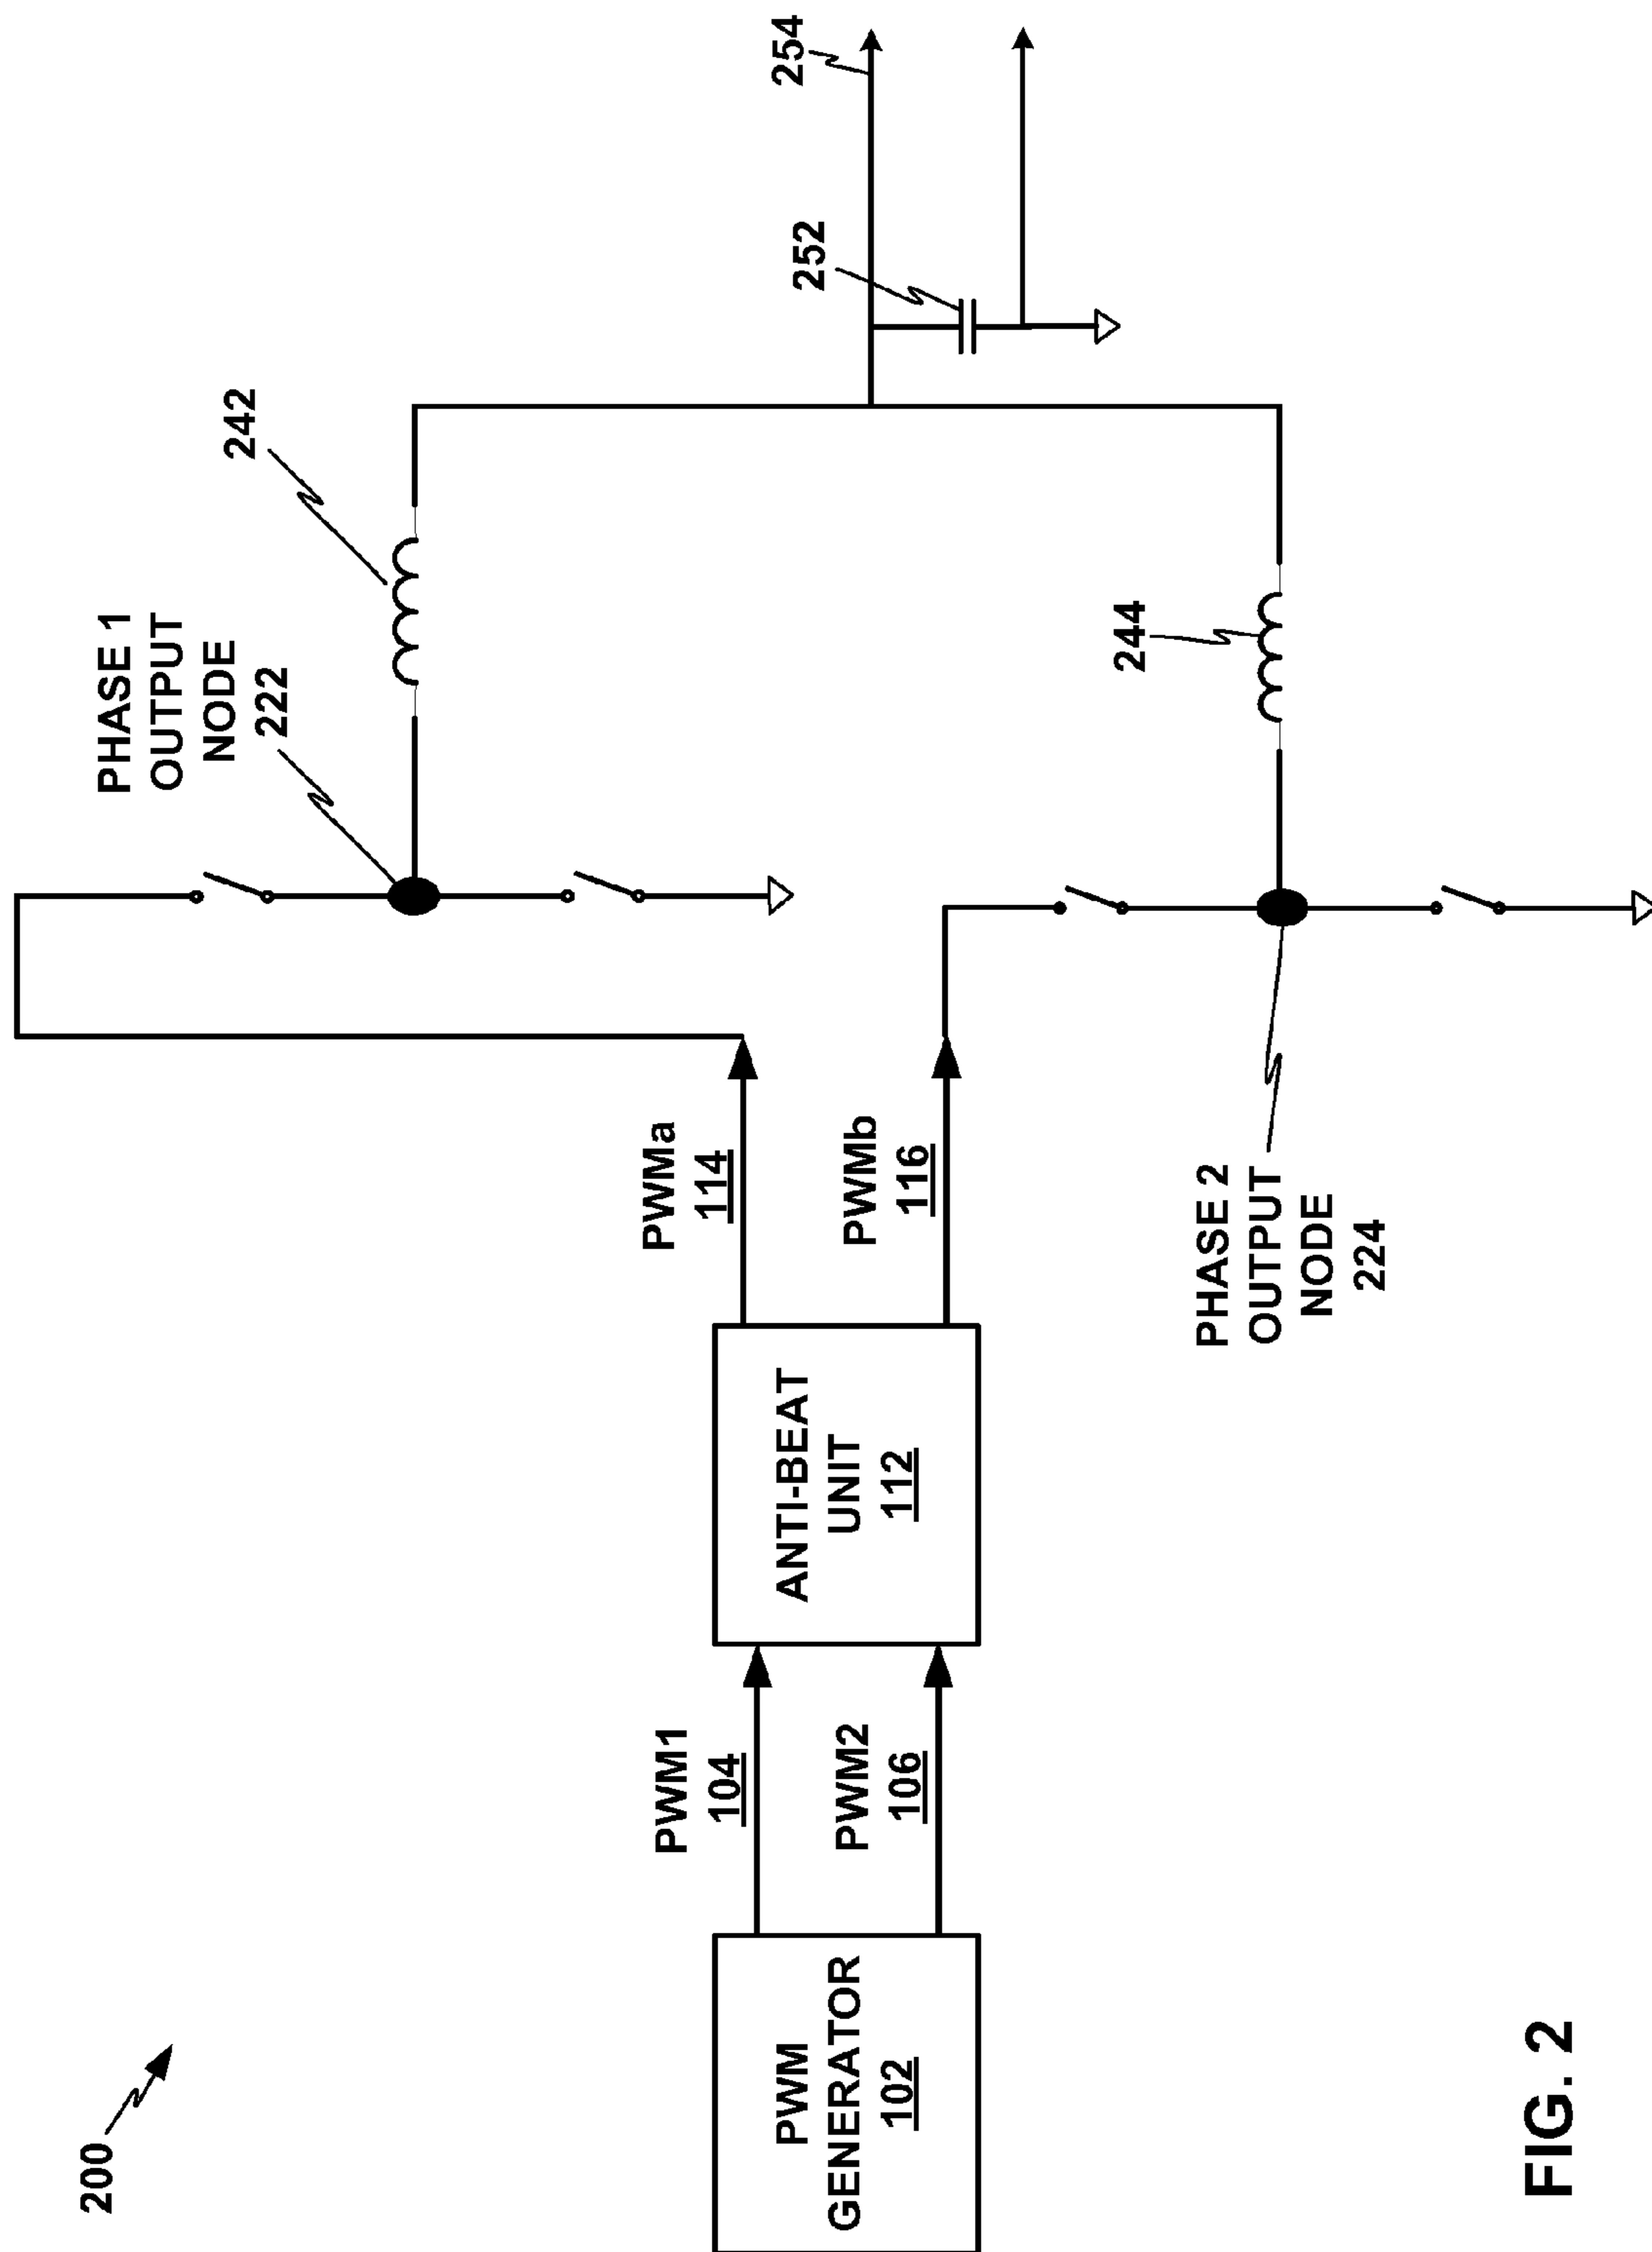 200
PWM
GENERATOR
102
PWM1
104
PWM2
106
ANTI-BEAT
UNIT
112
PWMa
114
PWMb
116
PHASE 1
OUTPUT
NODE
222
PHASE 2
OUTPUT
NODE
224
242
244
252
254
FIG. 2